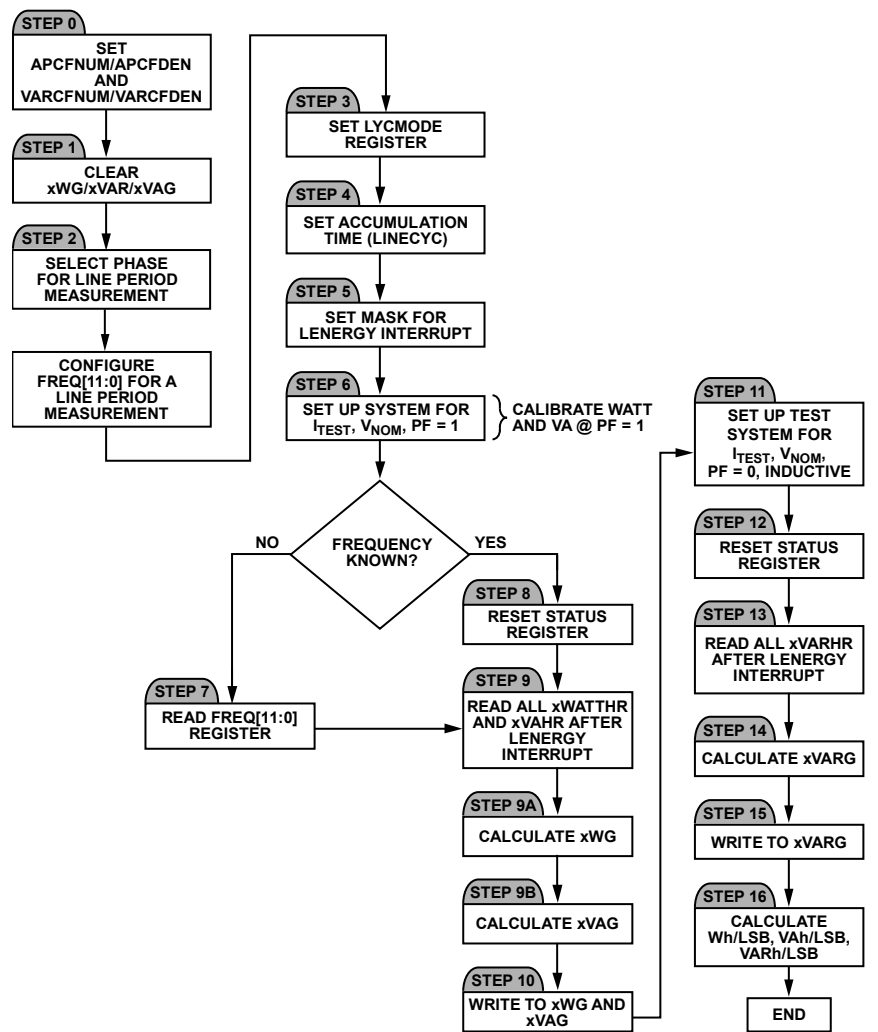 STEP 0
SET
APCFNUM/APCFDEN
AND
VARCFNUM/VARCFDEN
STEP 1
CLEAR
xWG/xVAR/xVAG
STEP 2
SELECT PHASE
FOR LINE PERIOD
MEASUREMENT
CONFIGURE
FREQ[11:0] FOR A
LINE PERIOD
MEASUREMENT
STEP 3
SET LYCMODE
REGISTER
STEP 4
SET ACCUMULATION
TIME (LINECYC)
STEP 5
SET MASK FOR
LENERGY INTERRUPT
STEP 6
SET UP SYSTEM FOR
ITEST, VNOM, PF = 1
CALIBRATE WATT
AND VA @ PF = 1
FREQUENCY
KNOWN?
NO
YES
STEP 7
READ FREQ[11:0]
REGISTER
STEP 8
RESET STATUS
REGISTER
STEP 9
READ ALL xWATTHR
AND xVAHR AFTER
LENERGY
INTERRUPT
STEP 9A
CALCULATE xWG
STEP 9B
CALCULATE xVAG
STEP 10
WRITE TO xWG AND
xVAG
STEP 11
SET UP TEST
SYSTEM FOR
ITEST, VNOM,
PF = 0, INDUCTIVE
STEP 12
RESET STATUS
REGISTER
STEP 13
READ ALL xVARHR
AFTER LENERGY
INTERRUPT
STEP 14
CALCULATE xVARG
STEP 15
WRITE TO xVARG
STEP 16
CALCULATE
Wh/LSB, VAh/LSB,
VARh/LSB
END